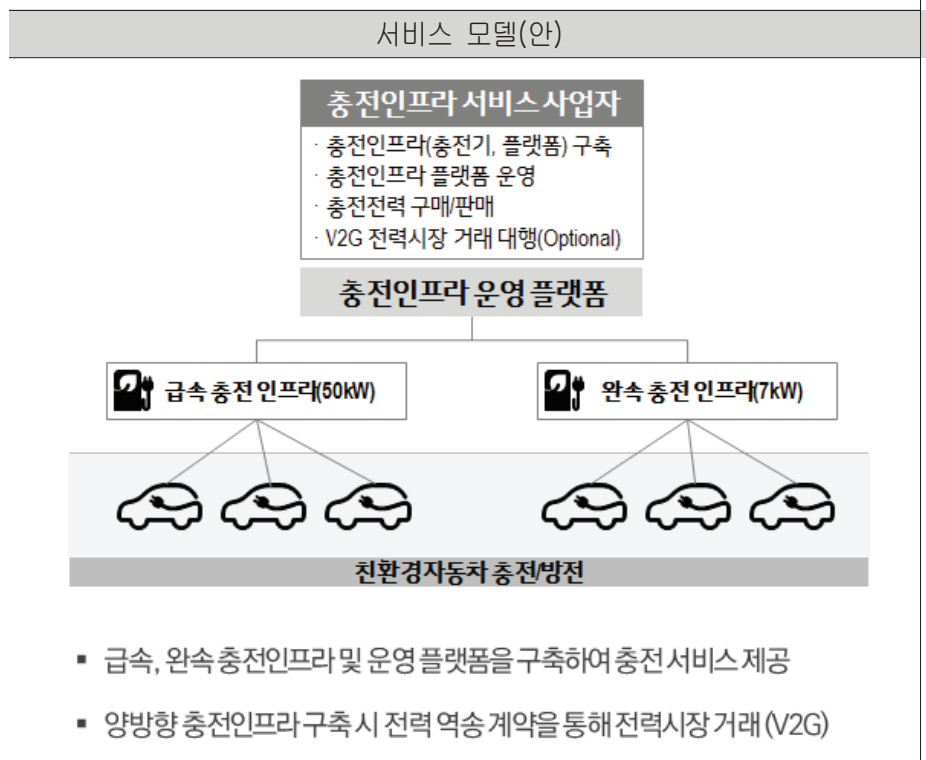 서비스 모델(안)
충전인프라 서비스 사업자
· 충전인프라(충전기, 플랫폼) 구축
· 충전인프라 플랫폼 운영
· 충전전력 구매/판매
· V2G 전력시장 거래 대행(Optional)
충전인프라 운영 플랫폼
급속 충전 인프라(50kW)
완속 충전 인프라(7kW)
친환경자동차 충전/방전
▪ 급속, 완속 충전인프라 및 운영 플랫폼을 구축하여 충전 서비스 제공
▪ 양방향 충전인프라 구축 시 전력 역송 계약을 통해 전력시장 거래 (V2G)